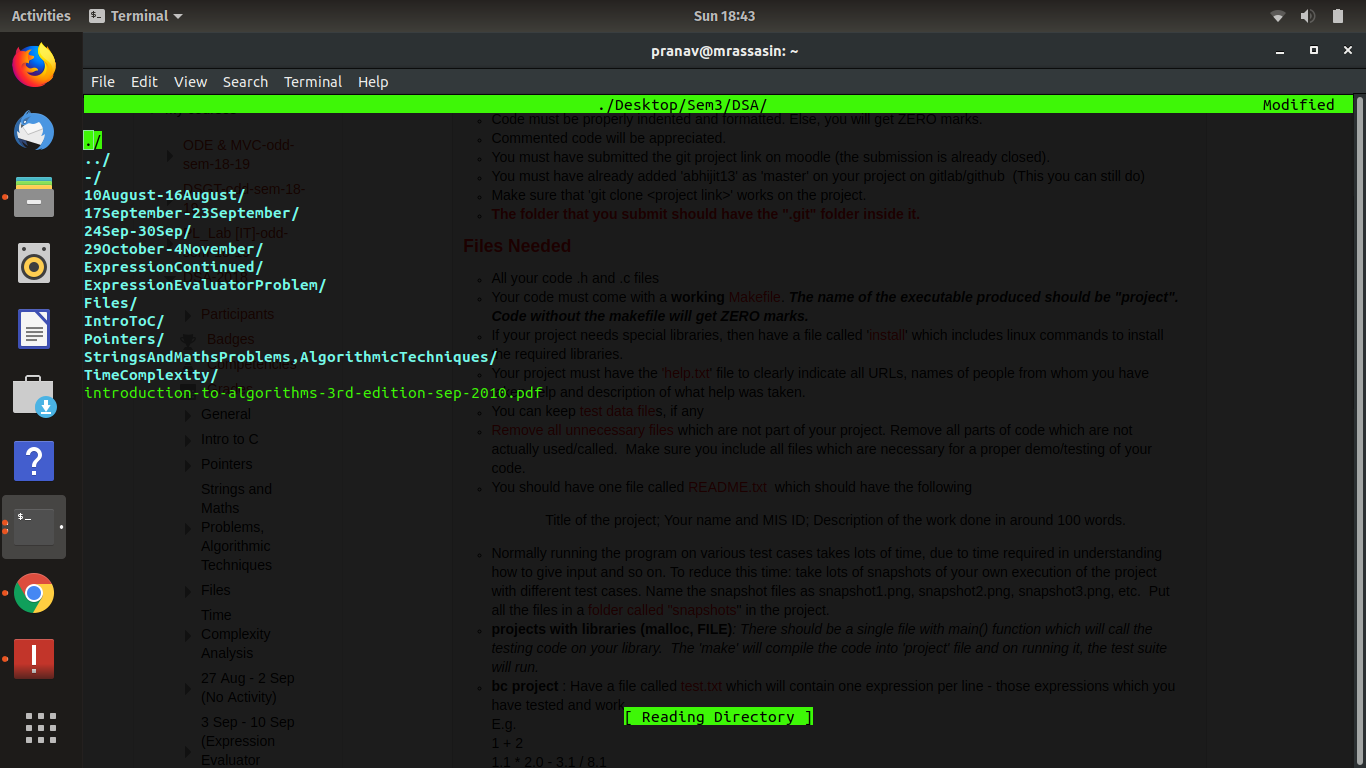 Activities Terminal Sun 18:43
pranav@mrassasin: ~
File Edit View Search Terminal Help
./Desktop/Sem3/DSA/ Modified
./
../
-/
10August-16August/
17September-23September/
24Sep-30Sep/
29October-4November/
ExpressionContinued/
ExpressionEvaluatorProblem/
Files/
IntroToC/
Pointers/
StringsAndMathsProblems,AlgorithmicTechniques/
TimeComplexity/
introduction-to-algorithms-3rd-edition-sep-2010.pdf
[ Reading Directory ]
ODE & MVC-odd-
sem-18-19
Lab [IT]-odd-
Participants
Badges
General
Intro to C
Pointers
Strings and
Maths
Problems,
Algorithmic
Techniques
Files
Time
Complexity
Analysis
27 Aug - 2 Sep
(No Activity)
3 Sep - 10 Sep
(Expression
Evaluator
Code must be properly indented and formatted. Else, you will get ZERO marks.
Commented code will be appreciated.
You must have submitted the git project link on moodle (the submission is already closed).
You must have already added 'abhijit13' as 'master' on your project on gitlab/github (This you can still do)
Make sure that 'git clone <project link>' works on the project.
The folder that you submit should have the ".git" folder inside it.
Files Needed
All your code .h and .c files
Your code must come with a working Makefile. The name of the executable produced should be "project".
Code without the makefile will get ZERO marks.
If your project needs special libraries, then have a file called 'install' which includes linux commands to install
the required libraries.
Your project must have the 'help.txt' file to clearly indicate all URLs, names of people from whom you have
help and description of what help was taken.
You can keep test data files, if any
Remove all unnecessary files which are not part of your project. Remove all parts of code which are not
actually used/called. Make sure you include all files which are necessary for a proper demo/testing of your
code.
You should have one file called README.txt which should have the following
Title of the project; Your name and MIS ID; Description of the work done in around 100 words.
Normally running the program on various test cases takes lots of time, due to time required in understanding
how to give input and so on. To reduce this time: take lots of snapshots of your own execution of the project
with different test cases. Name the snapshot files as snapshot1.png, snapshot2.png, snapshot3.png, etc. Put
all the files in a folder called "snapshots" in the project.
projects with libraries (malloc, FILE): There should be a single file with main() function which will call the
testing code on your library. The 'make' will compile the code into 'project' file and on running it, the test suite
will run.
bc project : Have a file called test.txt which will contain one expression per line - those expressions which you
have tested and work.
E.g.
1 + 2
1.1 * 2.0 - 3.1 / 8.1